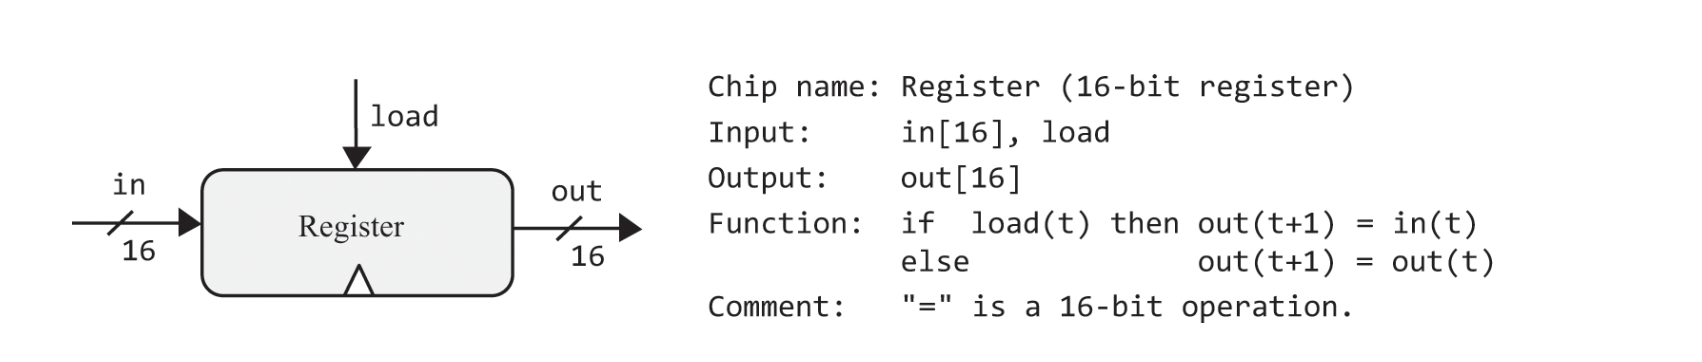 load
in
16
Register
out
16
Chip name: Register (16-bit register)
Input: in[16], load
Output: out[16]
Function: if load(t) then out(t+1) = in(t)
else out(t+1) = out(t)
Comment: "=" is a 16-bit operation.